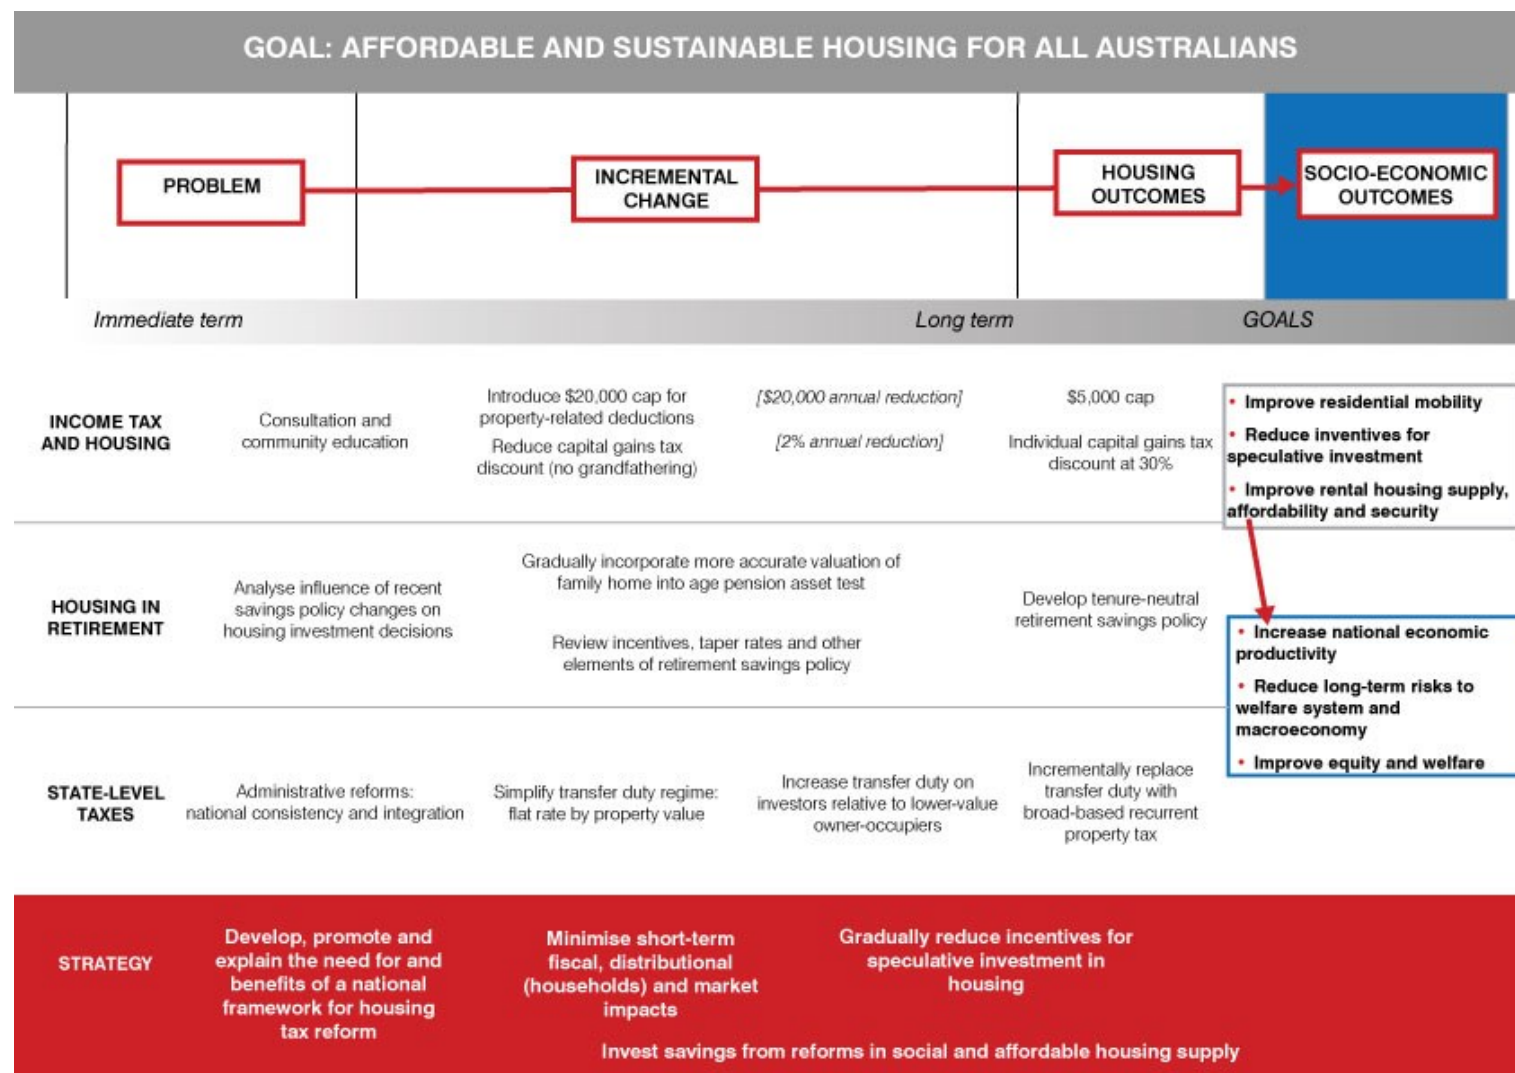 GOAL: AFFORDABLE AND SUSTAINABLE HOUSING FOR ALL AUSTRALIANS
PROBLEM
INCREMENTAL
CHANGE
HOUSING
OUTCOMES
SOCIO-ECONOMIC
OUTCOMES
Immediate term
Long term
GOALS
INCOME TAX
AND HOUSING
Consultation and
community education
Introduce $20,000 cap for
property-related deductions
Reduce capital gains tax
discount (no grandfathering)
[$20,000 annual reduction]
[2% annual reduction]
$5,000 cap
Individual capital gains tax
discount at 30%
• Improve residential mobility
• Reduce inventives for
speculative investment
• Improve rental housing supply,
affordability and security
HOUSING IN
RETIREMENT
Analyse influence of recent
savings policy changes on
housing investment decisions
Gradually incorporate more accurate valuation of
family home into age pension asset test
Review incentives, taper rates and other
elements of retirement savings policy
Develop tenure-neutral
retirement savings policy
• Increase national economic
productivity
• Reduce long-term risks to
welfare system and
macroeconomy
• Improve equity and welfare
STATE-LEVEL
TAXES
Administrative reforms:
national consistency and integration
Simplify transfer duty regime:
flat rate by property value
Increase transfer duty on
investors relative to lower-value
owner-occupiers
Incrementally replace
transfer duty with
broad-based recurrent
property tax
STRATEGY
Develop, promote and
explain the need for and
benefits of a national
framework for housing
tax reform
Minimise short-term
fiscal, distributional
(households) and market
impacts
Gradually reduce incentives for
speculative investment in
housing
Invest savings from reforms in social and affordable housing supply